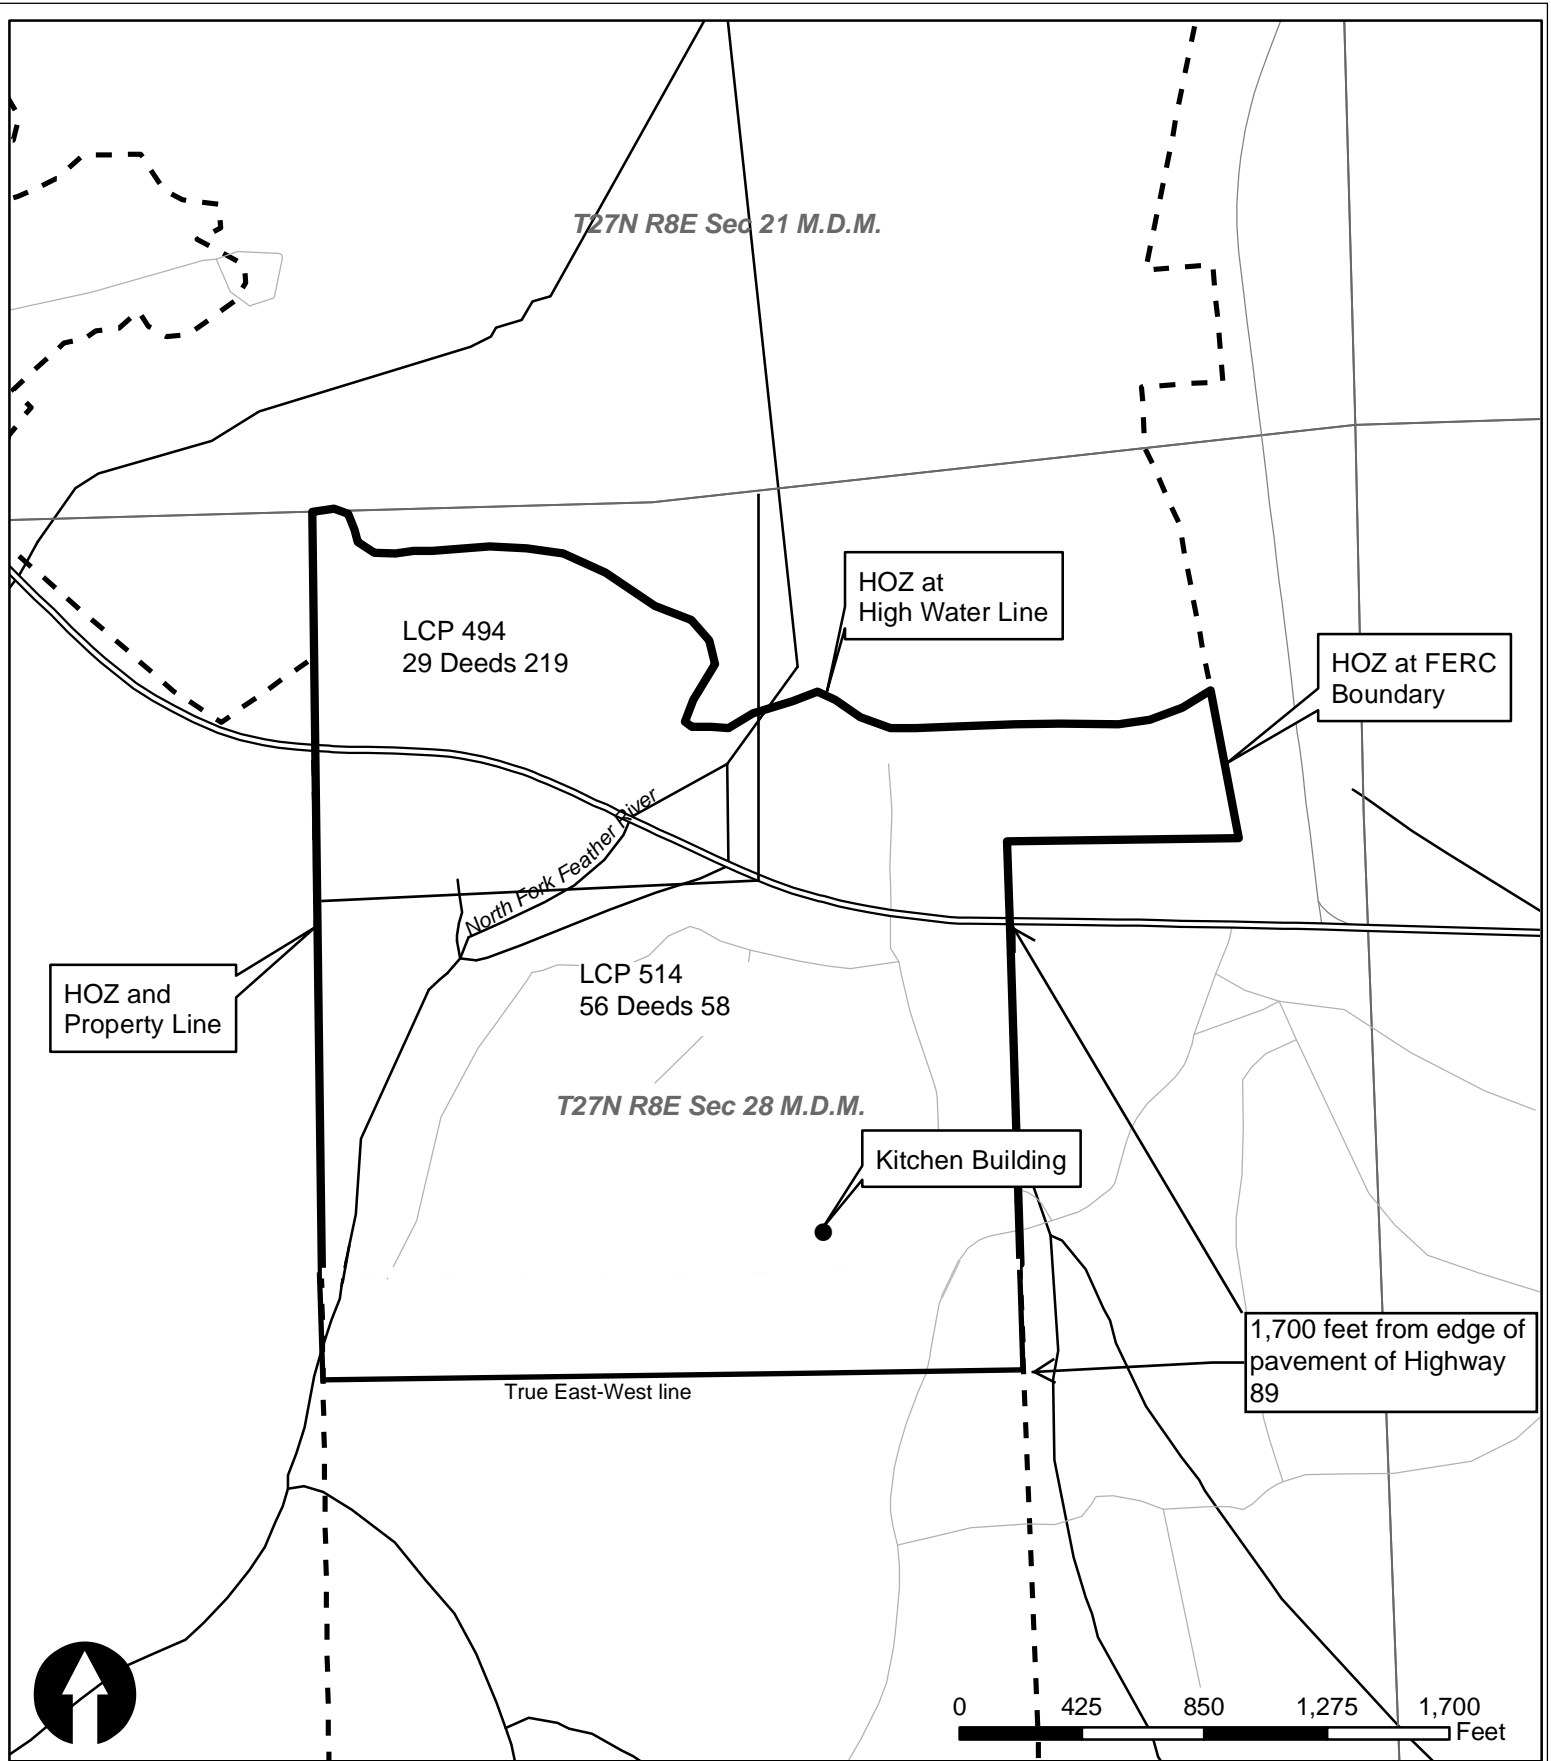 T27N R8E Sec 21 M.D.M.
HOZ at
High Water Line
LCP 494
29 Deeds 219
HOZ at FERC
Boundary
North Fork Feather River
LCP 514
56 Deeds 58
HOZ and
Property Line
T27N R8E Sec 28 M.D.M.
Kitchen Building
1,700 feet from edge of
pavement of Highway
89
True East-West line
0 425 850 1,275 1,700
Feet